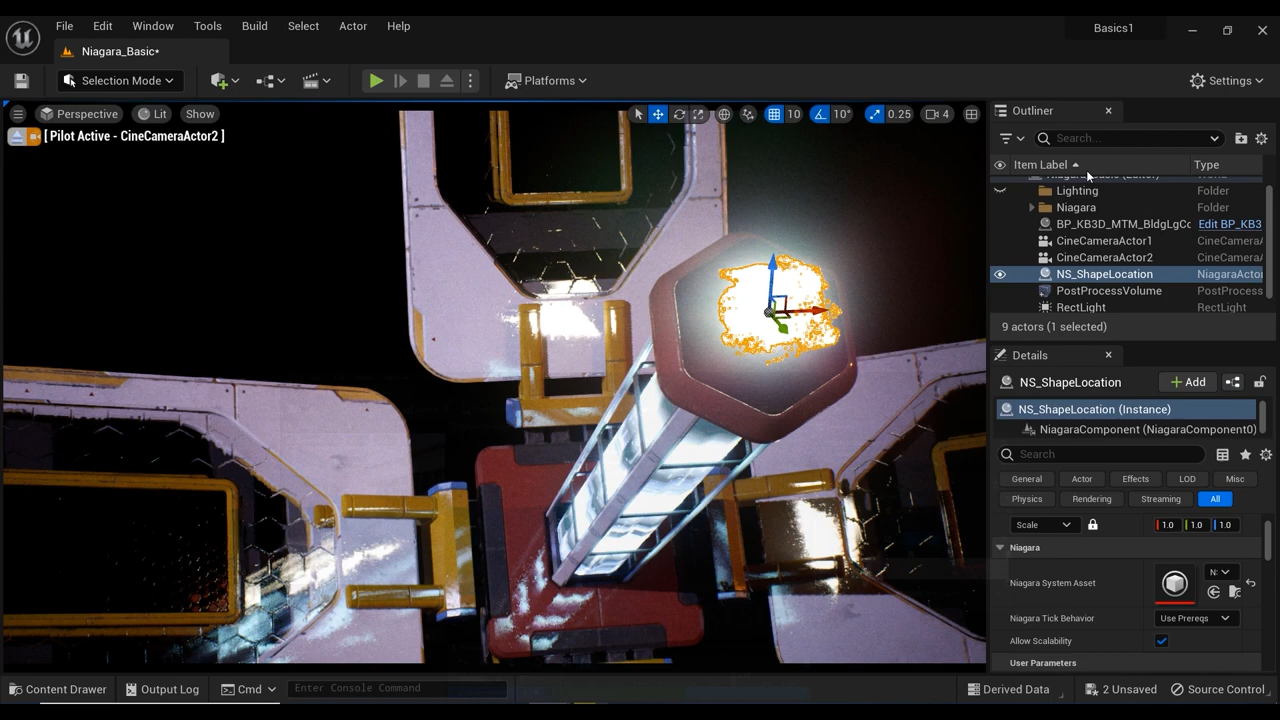 File Edit Window Tools Build Select Actor Help
Basics1
Niagara_Basic*
Selection Mode
Platforms
Settings
Perspective Lit Show
10 10° 0.25 4
[ Pilot Active - CineCameraActor2 ]
Outliner
Search...
Item Label Type
Lighting Folder
Niagara Folder
BP_KB3D_MTM_BldgLgCc Edit BP_KB3
CineCameraActor1 CineCamera
CineCameraActor2 CineCamera
NS_ShapeLocation NiagaraActor
PostProcessVolume PostProcess
RectLight RectLight
9 actors (1 selected)
Details
NS_ShapeLocation + Add
NS_ShapeLocation (Instance)
NiagaraComponent (NiagaraComponent0)
Search
General Actor Effects LOD Misc
Physics Rendering Streaming All
Scale 1.0 1.0 1.0
Niagara
Niagara System Asset
Niagara Tick Behavior Use Prereqs
Allow Scalability
User Parameters
Content Drawer Output Log Cmd Enter Console Command Derived Data 2 Unsaved Source Control